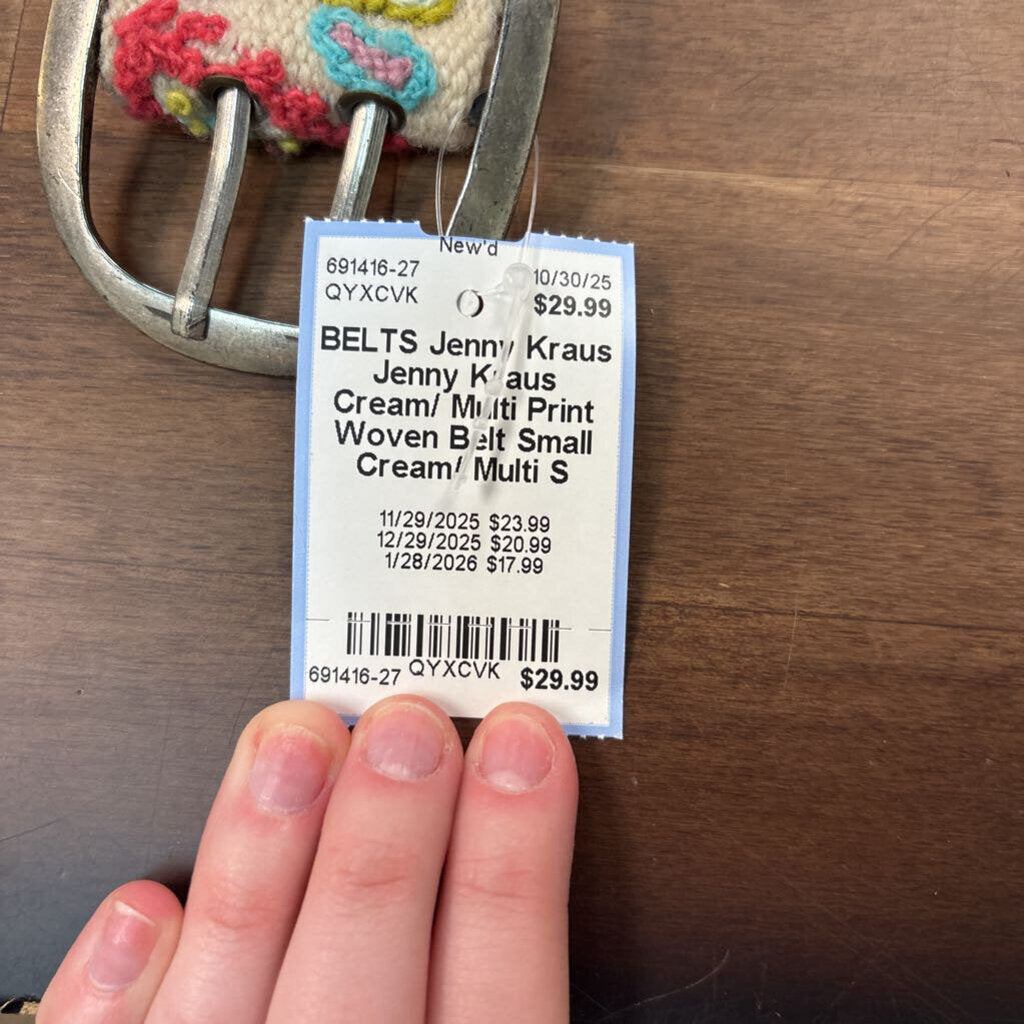 New'd
691416-27 10/30/25
QYXCVK $29.99
BELTS Jenny Kraus
Jenny Kraus
Cream/ Multi Print
Woven Belt Small
Cream/ Multi S
11/29/2025 $23.99
12/29/2025 $20.99
1/28/2026 $17.99
691416-27 QYXCVK $29.99